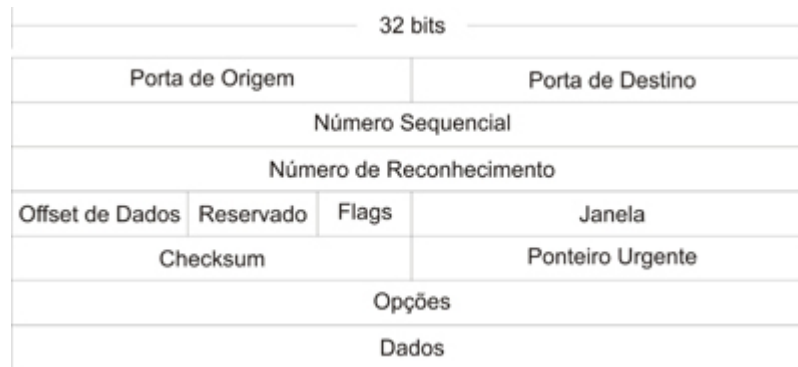 32 bits
Porta de Origem Porta de Destino
Número Sequencial
Número de Reconhecimento
Offset de Dados Reservado Flags Janela
Checksum Ponteiro Urgente
Opções
Dados